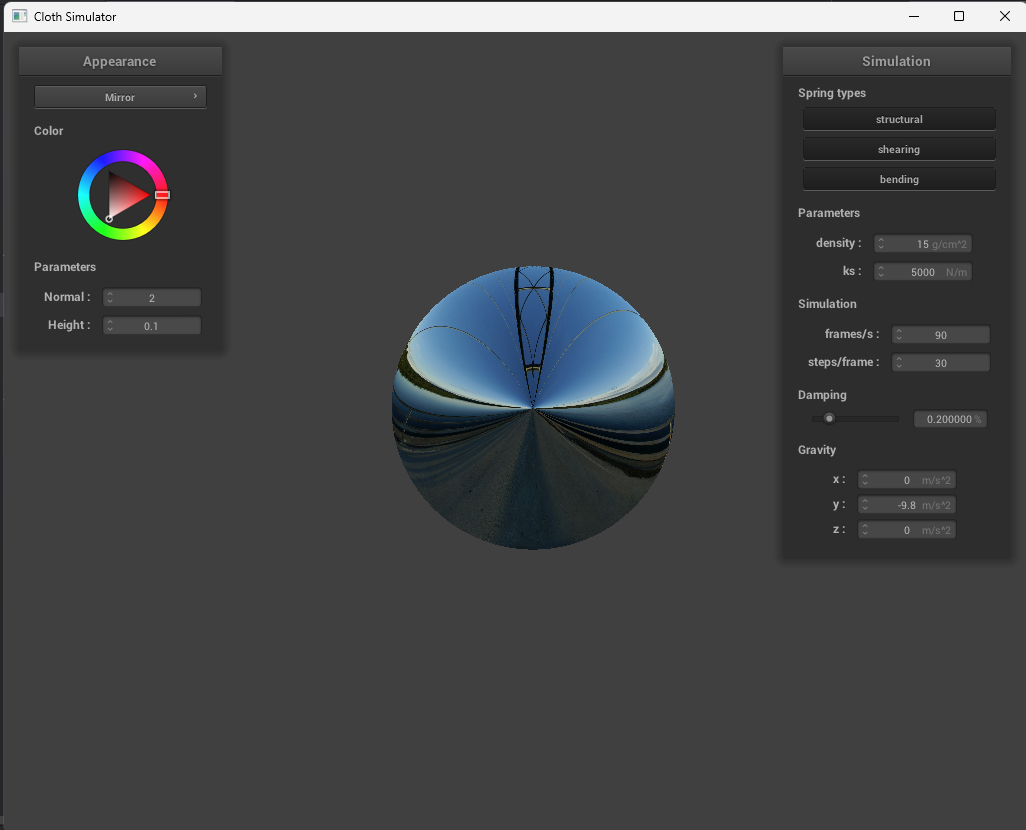 Cloth Simulator
Appearance
Mirror
Color
Parameters
Normal : 2
Height : 0.1
Simulation
Spring types
structural
shearing
bending
Parameters
density : 15 g/cm^2
ks : 5000 N/m
Simulation
frames/s : 90
steps/frame : 30
Damping
0.200000 %
Gravity
x : 0 m/s^2
y : -9.8 m/s^2
z : 0 m/s^2